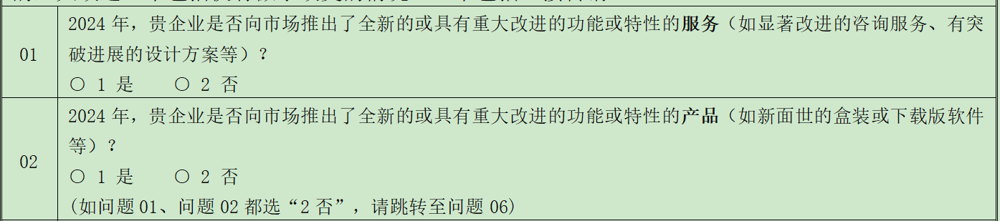 01
2024 年，贵企业是否向市场推出了全新的或具有重大改进的功能或特性的服务（如显著改进的咨询服务、有突
破进展的设计方案等）？
○ 1 是 ○ 2 否
02
2024 年，贵企业是否向市场推出了全新的或具有重大改进的功能或特性的产品（如新面世的盒装或下载版软件
等）？
○ 1 是 ○ 2 否
(如问题 01、问题 02 都选“2 否”，请跳转至问题 06)